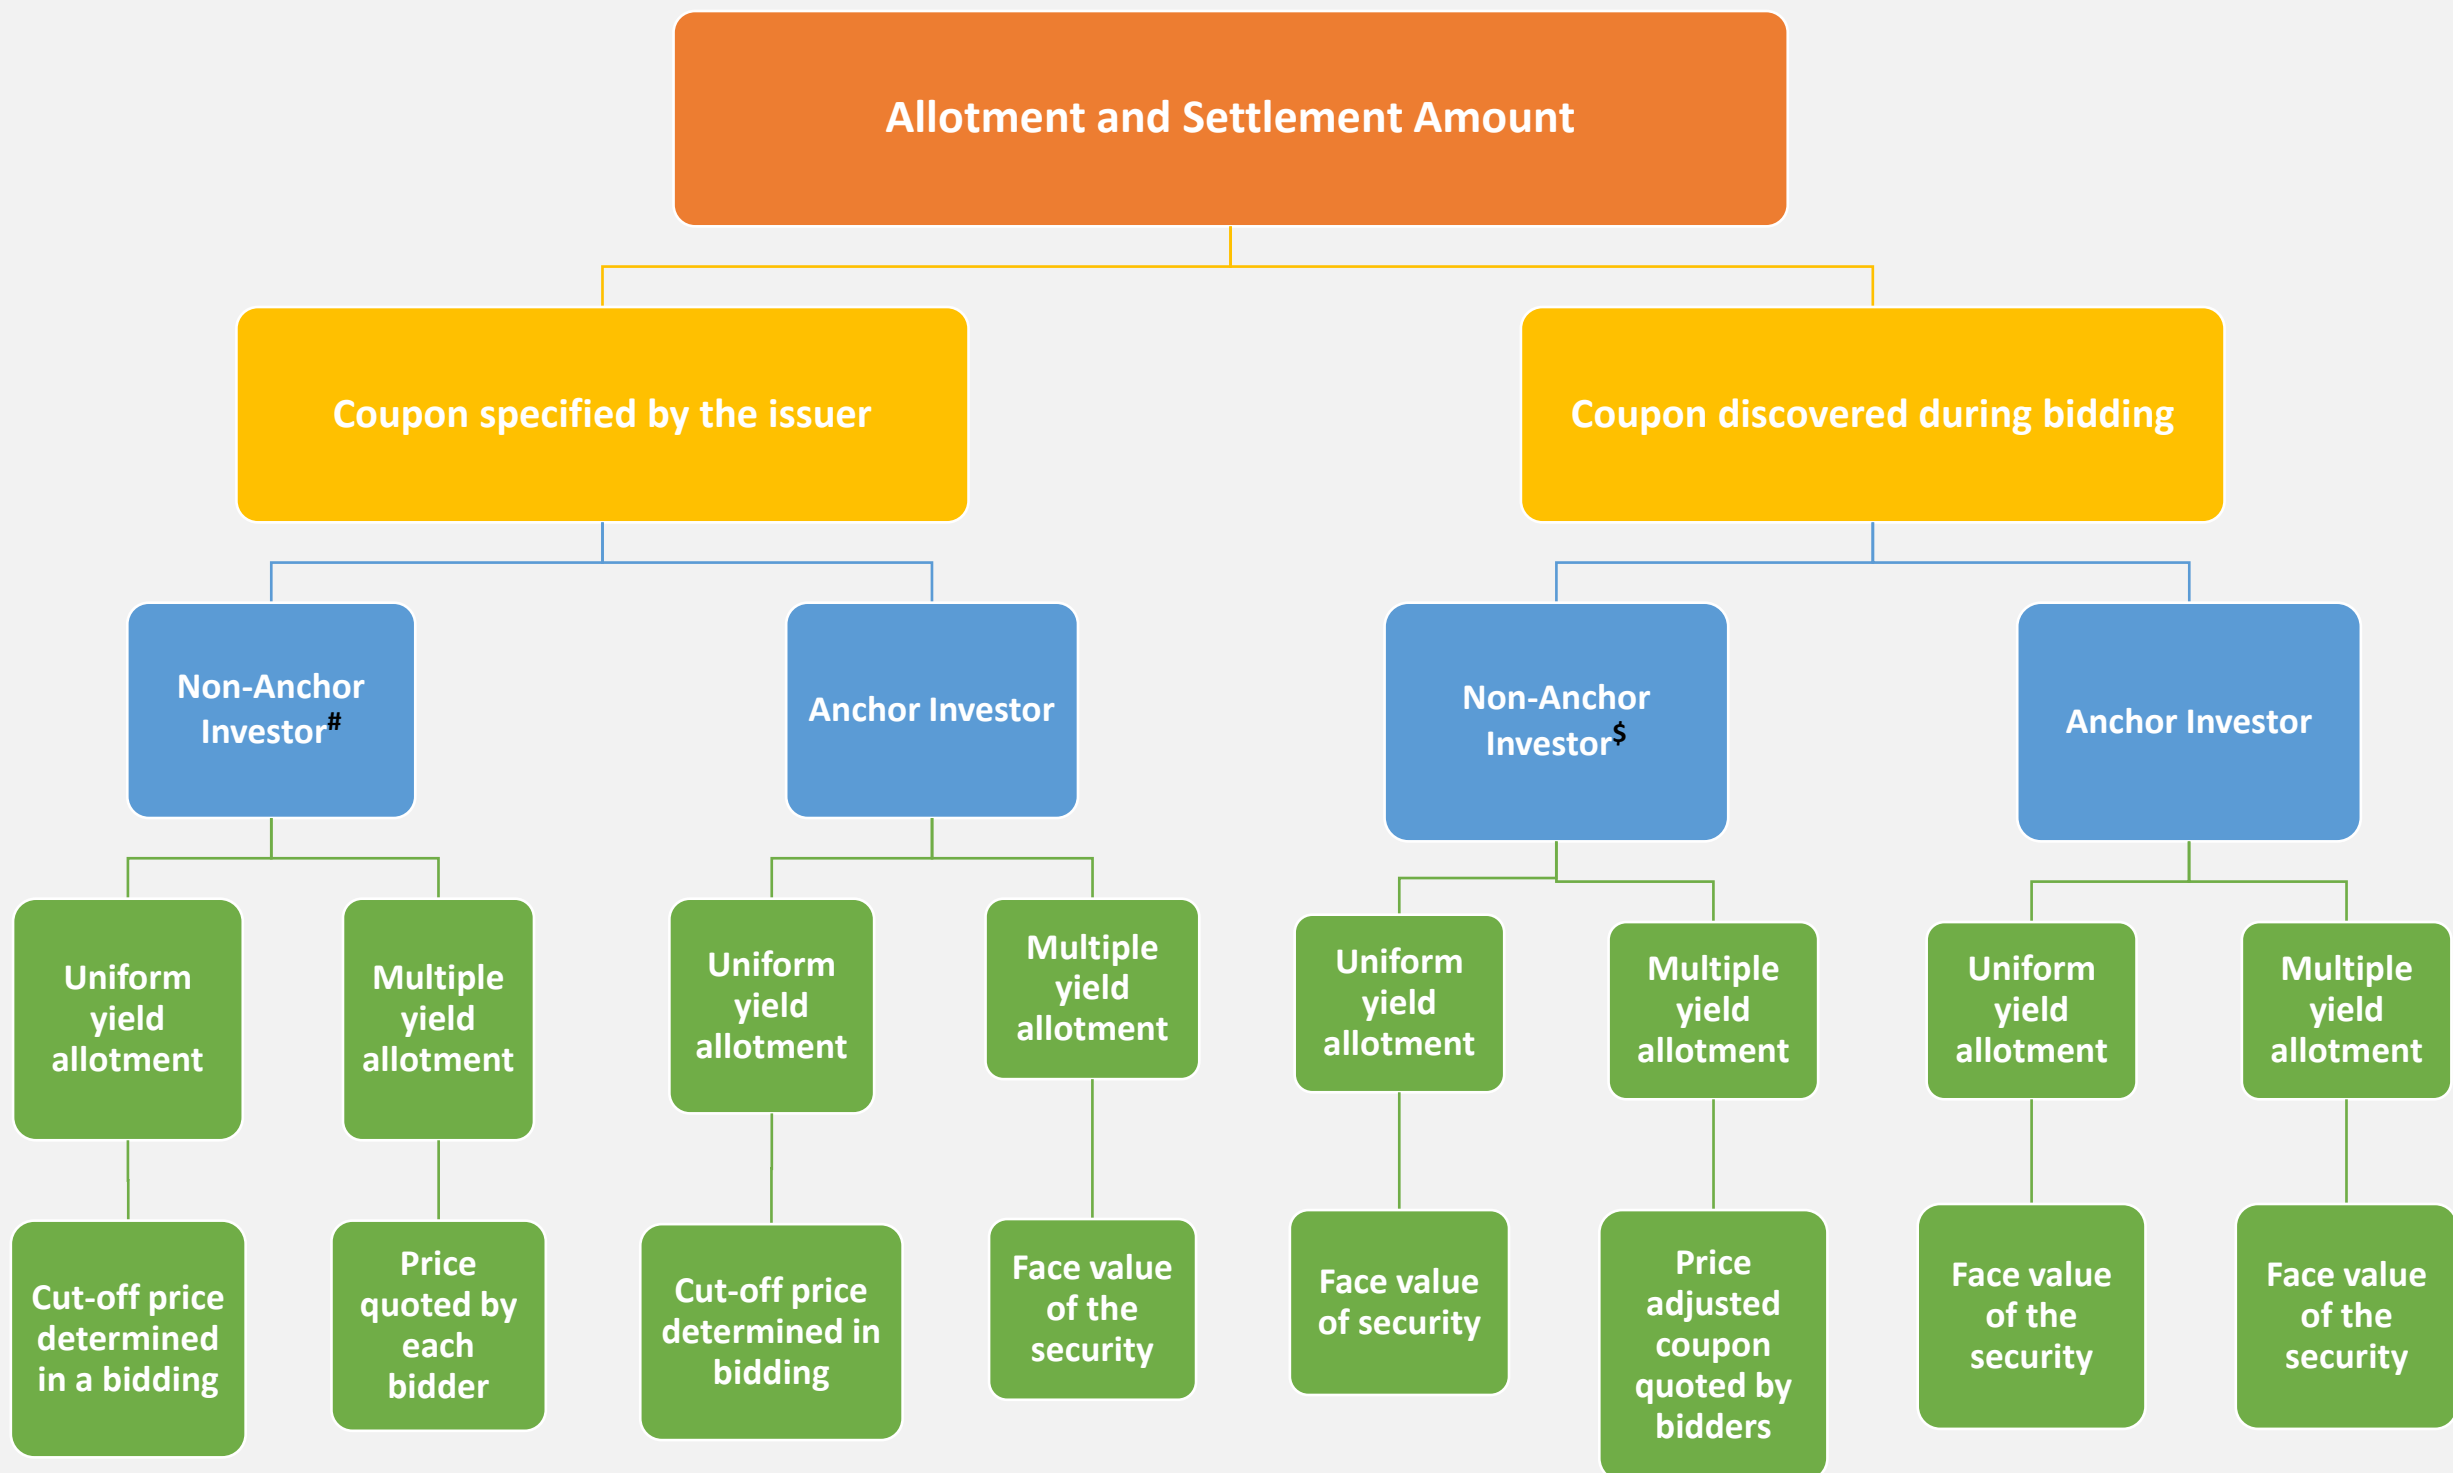 Allotment and Settlement Amount
Coupon specified by the issuer
Coupon discovered during bidding
Non-Anchor
Investor#
Anchor Investor
Non-Anchor
Investor$
Anchor Investor
Uniform
yield
allotment
Multiple
yield
allotment
Uniform
yield
allotment
Multiple
yield
allotment
Uniform
yield
allotment
Multiple
yield
allotment
Uniform
yield
allotment
Multiple
yield
allotment
Cut-off price
determined
in a bidding
Price
quoted by
each
bidder
Cut-off price
determined in
bidding
Face value
of the
security
Face value
of security
Price
adjusted
coupon
quoted by
bidders
Face value
of the
security
Face value
of the
security